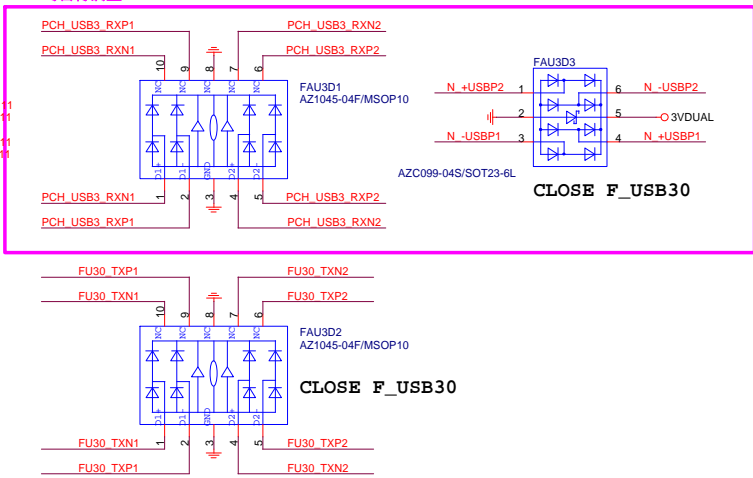 PCH_USB3_RXP1
PCH_USB3_RXN2
PCH_USB3_RXN1
PCH_USB3_RXP2
10
9
8
7
6
NC
NC
NC
NC
FAU3D1
AZ1045-04F/MSOP10
D1+
D1-
GND
D2+
D2-
1
2
3
4
5
PCH_USB3_RXN1
PCH_USB3_RXP2
PCH_USB3_RXP1
PCH_USB3_RXN2
11
11
11
11
FAU3D3
N_+USBP2
1
6
N_-USBP2
2
5
3VDUAL
N_-USBP1
3
4
N_+USBP1
AZC099-04S/SOT23-6L
CLOSE F_USB30
FU30_TXP1
FU30_TXN2
FU30_TXN1
FU30_TXP2
10
9
8
7
6
NC
NC
NC
NC
FAU3D2
AZ1045-04F/MSOP10
CLOSE F_USB30
D1+
D1-
GND
D2+
D2-
1
2
3
4
5
FU30_TXN1
FU30_TXP2
FU30_TXP1
FU30_TXN2